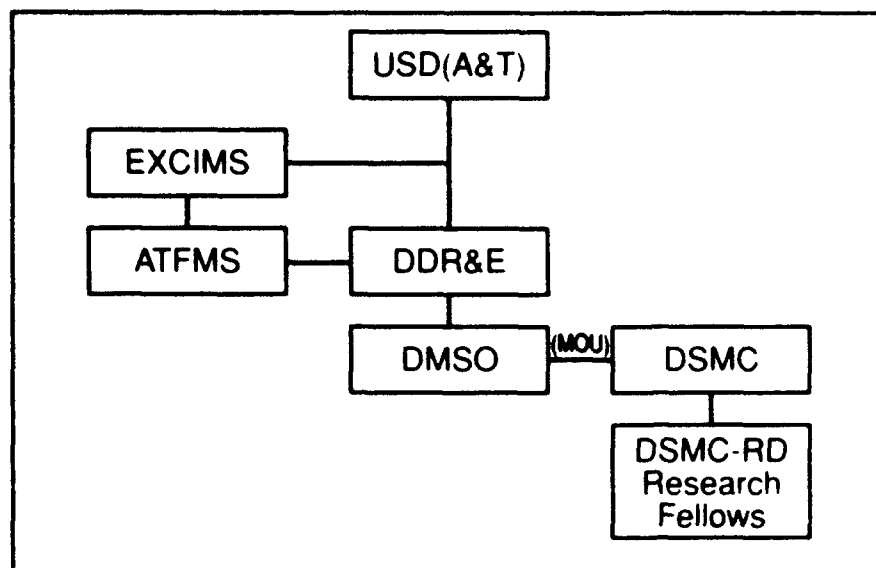 USD(A&T)
EXCIMS
ATFMS
DDR&E
DMSO
(MOU)
DSMC
DSMC-RD
Research
Fellows